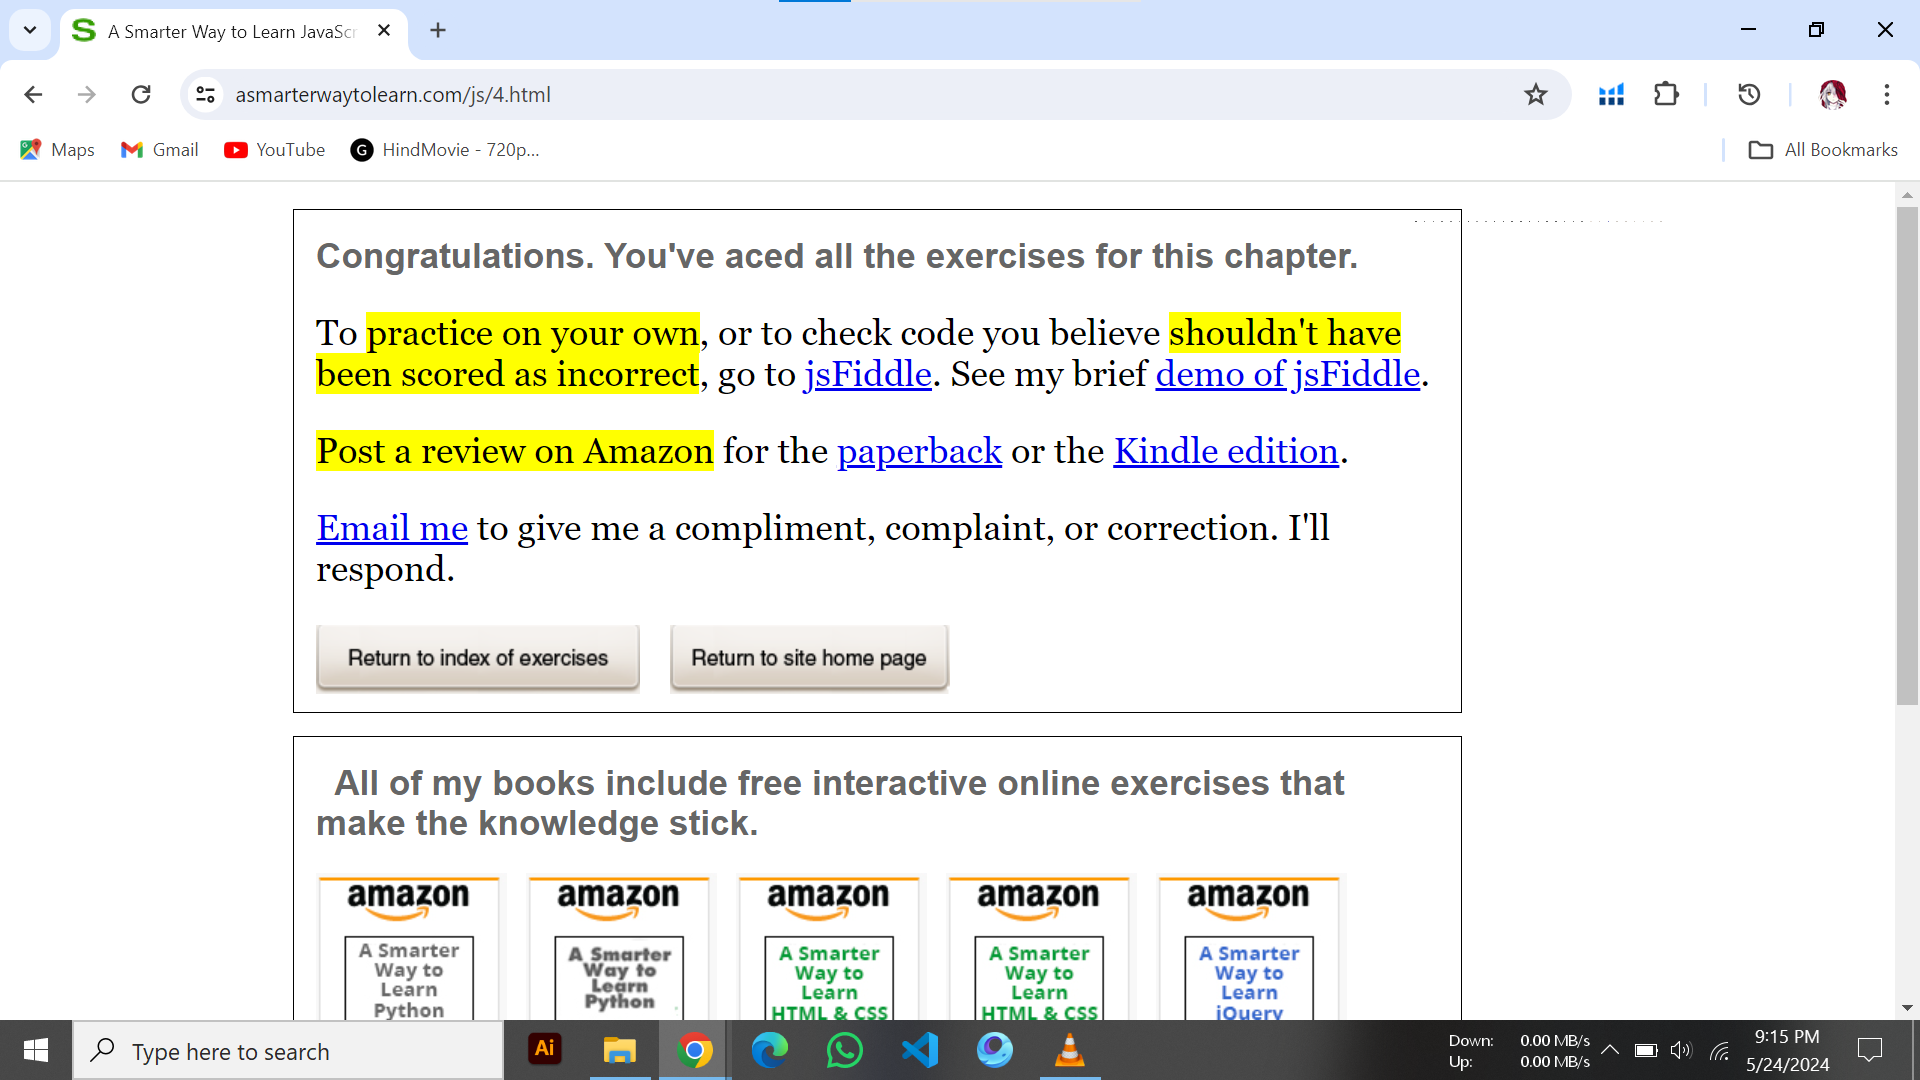 A Smarter Way to Learn JavaScr
asmarterwaytolearn.com/js/4.html
Maps Gmail YouTube G HindMovie - 720p... All Bookmarks
Congratulations. You've aced all the exercises for this chapter.
To practice on your own, or to check code you believe shouldn't have
been scored as incorrect, go to jsFiddle. See my brief demo of jsFiddle.
Post a review on Amazon for the paperback or the Kindle edition.
Email me to give me a compliment, complaint, or correction. I'll
respond.
Return to index of exercises Return to site home page
All of my books include free interactive online exercises that
make the knowledge stick.
amazon amazon amazon amazon amazon
A Smarter A Smarter A Smarter A Smarter A Smarter
Way to Way to Way to Way to Way to
Learn Learn Learn Learn Learn
Python Python HTML & CSS HTML & CSS jQuery
Type here to search Ai Down: 0.00 MB/s 9:15 PM
Up: 0.00 MB/s 5/24/2024